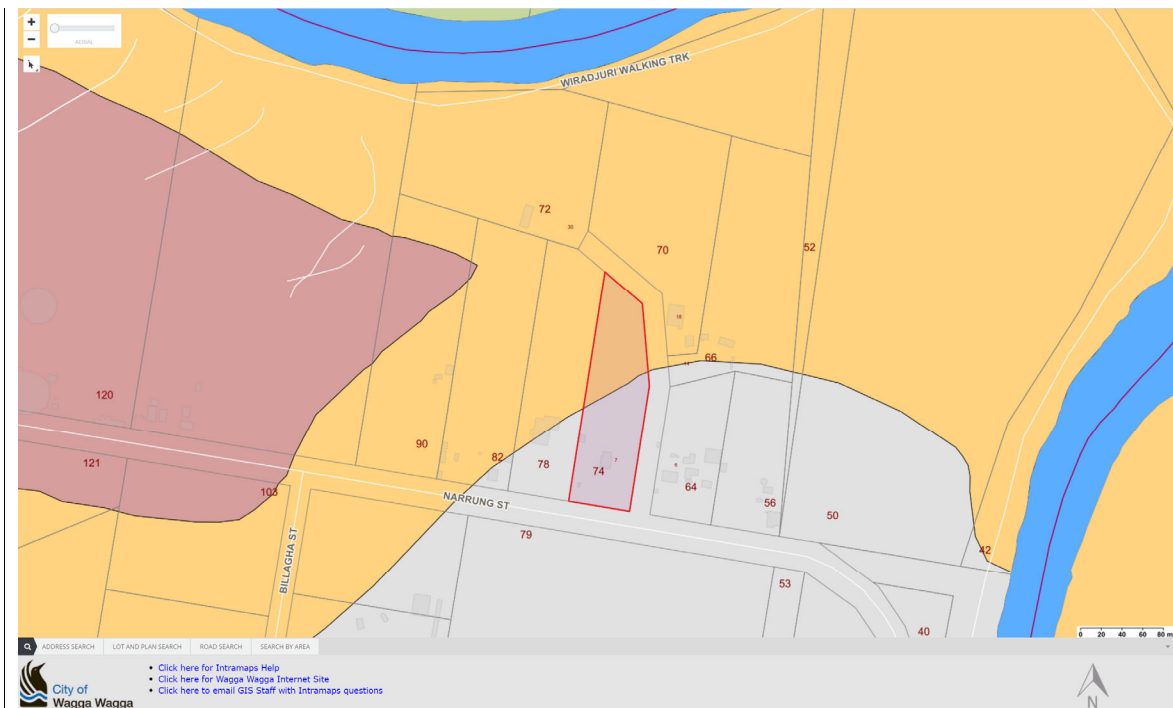 +
−
AERIAL
WIRADJURI WALKING TRK
72
30
70
52
18
66
120
90
82
78
74
7
64
56
50
121
103
NARRUNG ST
79
BILLAGHA ST
42
53
40
0 20 40 60 80 m
ADDRESS SEARCH LOT AND PLAN SEARCH ROAD SEARCH SEARCH BY AREA
• Click here for Intramaps Help
• Click here for Wagga Wagga Internet Site
• Click here to email GIS Staff with Intramaps questions
City of
Wagga Wagga
N